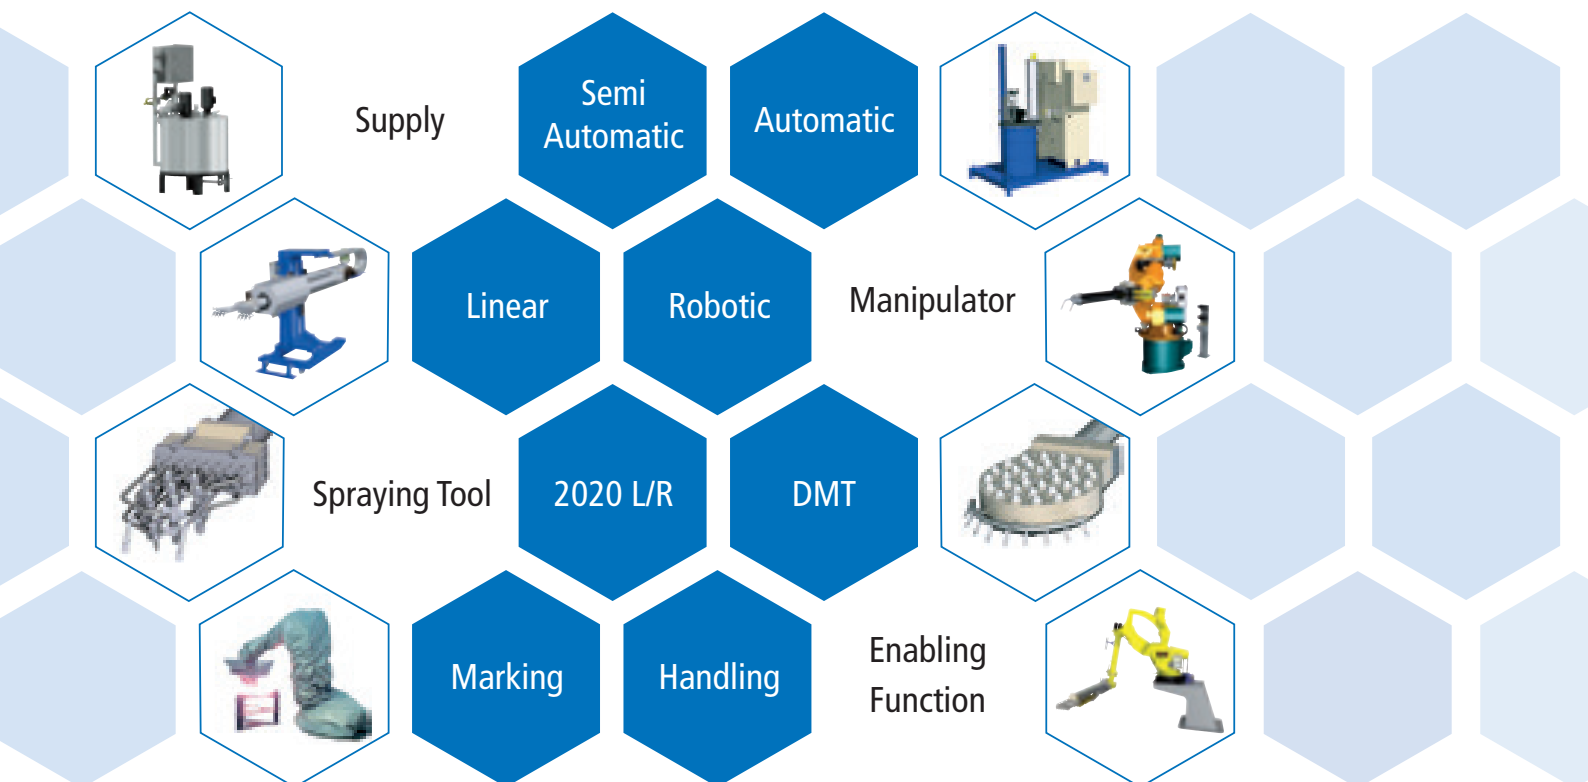 Supply
Semi
Automatic
Automatic
Linear
Robotic
Manipulator
Spraying Tool
2020 L/R
DMT
Marking
Handling
Enabling
Function